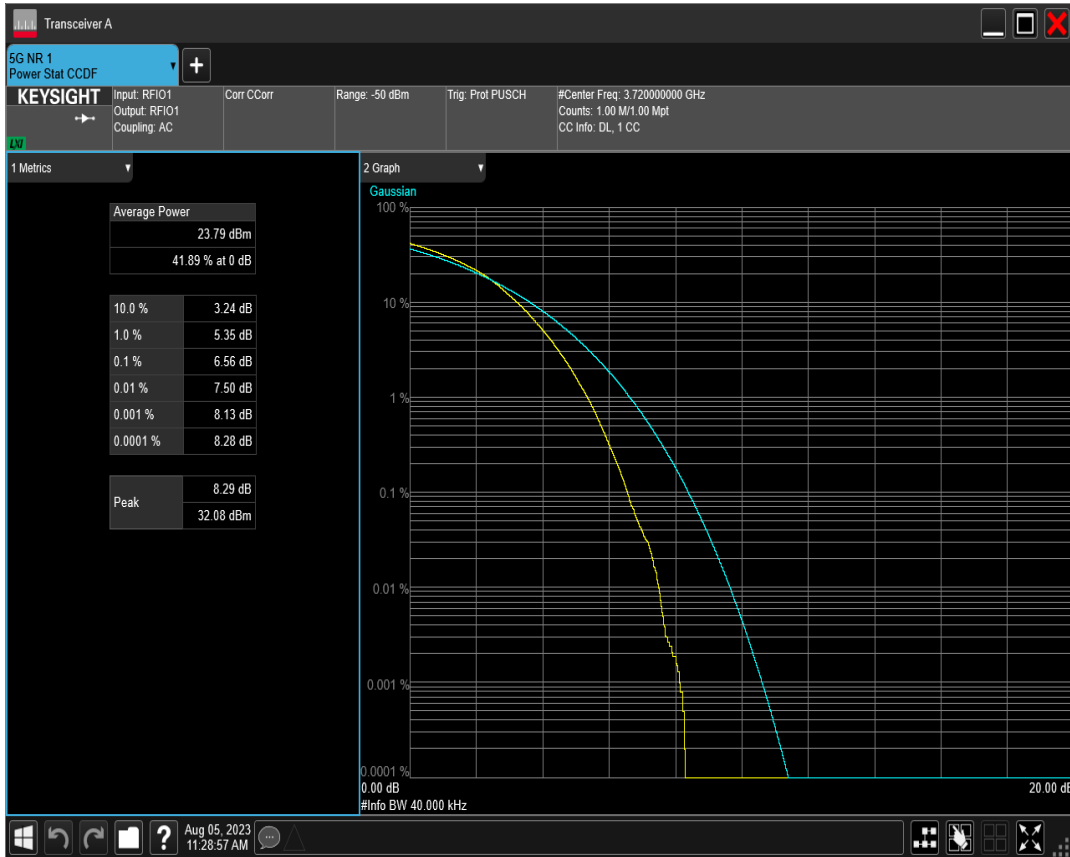 Transceiver A
5G NR 1
Power Stat CCDF
+
KEYSIGHT
LXI
Input: RFIO1
Output: RFIO1
Coupling: AC
Corr CCorr
Range: -50 dBm
Trig: Prot PUSCH
#Center Freq: 3.720000000 GHz
Counts: 1.00 M/1.00 Mpt
CC Info: DL, 1 CC
1 Metrics
Average Power
23.79 dBm
41.89 % at 0 dB
10.0 % 3.24 dB
1.0 % 5.35 dB
0.1 % 6.56 dB
0.01 % 7.50 dB
0.001 % 8.13 dB
0.0001 % 8.28 dB
Peak
8.29 dB
32.08 dBm
2 Graph
Gaussian
100 %
10 %
1 %
0.1 %
0.01 %
0.001 %
0.0001 %
0.00 dB
20.00 dB
#Info BW 40.000 kHz
?
Aug 05, 2023
11:28:57 AM